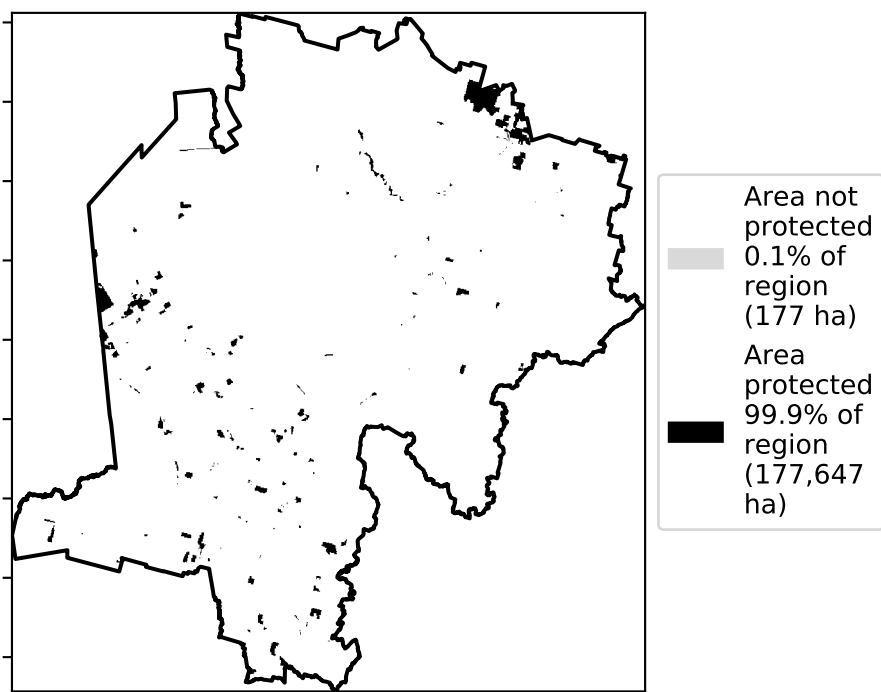 Area not
protected
0.1% of
region
(177 ha)
Area
protected
99.9% of
region
(177,647
ha)